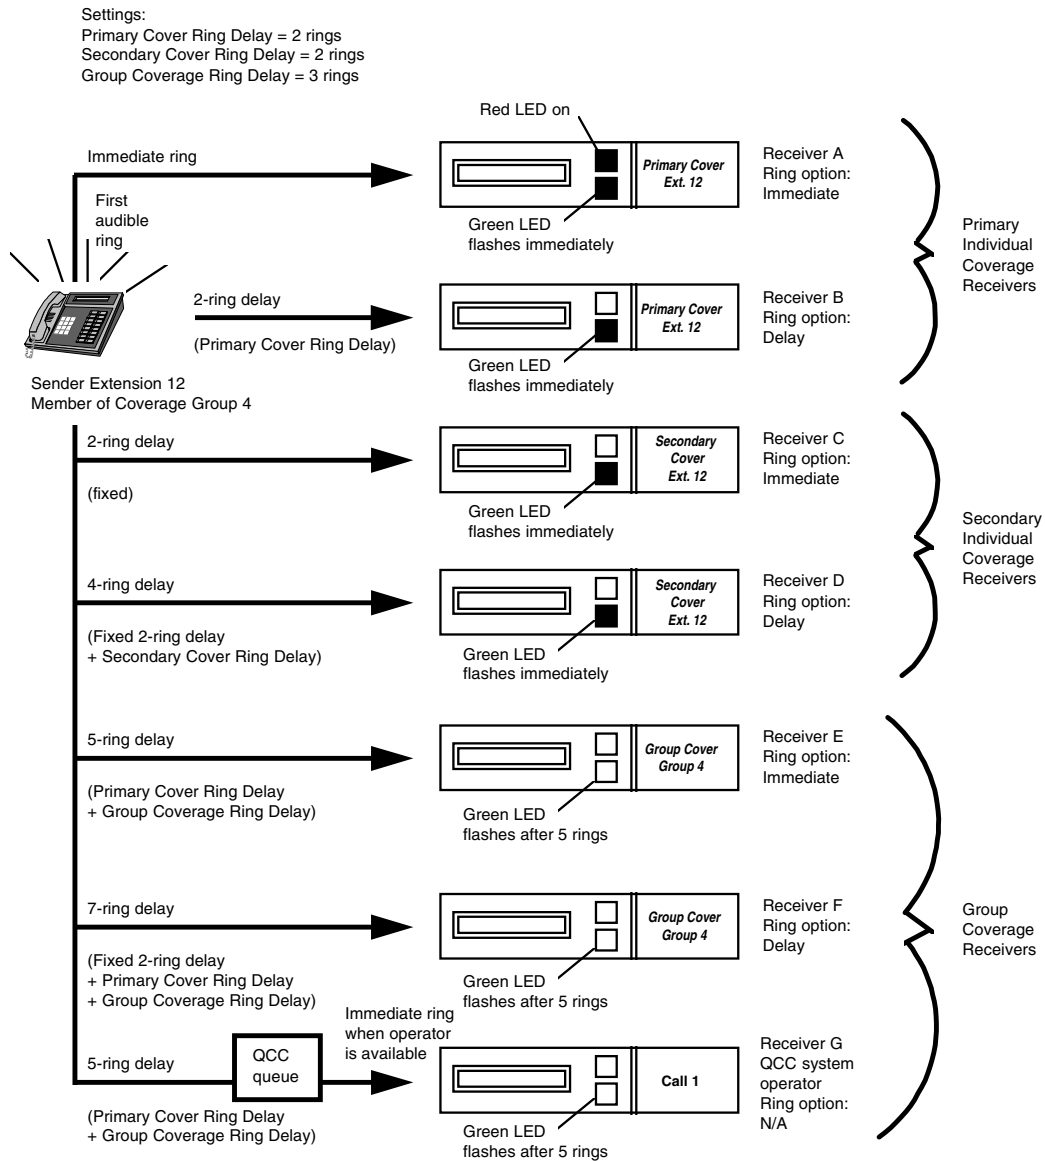 Settings:
Primary Cover Ring Delay = 2 rings
Secondary Cover Ring Delay = 2 rings
Group Coverage Ring Delay = 3 rings
Red LED on
Immediate ring
Primary Cover
Ext. 12
Receiver A
Ring option:
Immediate
First
audible
ring
Green LED
flashes immediately
Primary
Individual
Coverage
Receivers
2-ring delay
(Primary Cover Ring Delay)
Primary Cover
Ext. 12
Receiver B
Ring option:
Delay
Green LED
flashes immediately
Sender Extension 12
Member of Coverage Group 4
2-ring delay
(fixed)
Secondary
Cover
Ext. 12
Receiver C
Ring option:
Immediate
Green LED
flashes immediately
Secondary
Individual
Coverage
Receivers
4-ring delay
(Fixed 2-ring delay
+ Secondary Cover Ring Delay)
Secondary
Cover
Ext. 12
Receiver D
Ring option:
Delay
Green LED
flashes immediately
5-ring delay
(Primary Cover Ring Delay
+ Group Coverage Ring Delay)
Group Cover
Group 4
Receiver E
Ring option:
Immediate
Green LED
flashes after 5 rings
7-ring delay
(Fixed 2-ring delay
+ Primary Cover Ring Delay
+ Group Coverage Ring Delay)
Group Cover
Group 4
Receiver F
Ring option:
Delay
Green LED
flashes after 5 rings
Group
Coverage
Receivers
5-ring delay
(Primary Cover Ring Delay
+ Group Coverage Ring Delay)
QCC
queue
Immediate ring
when operator
is available
Call 1
Receiver G
QCC system
operator
Ring option:
N/A
Green LED
flashes after 5 rings